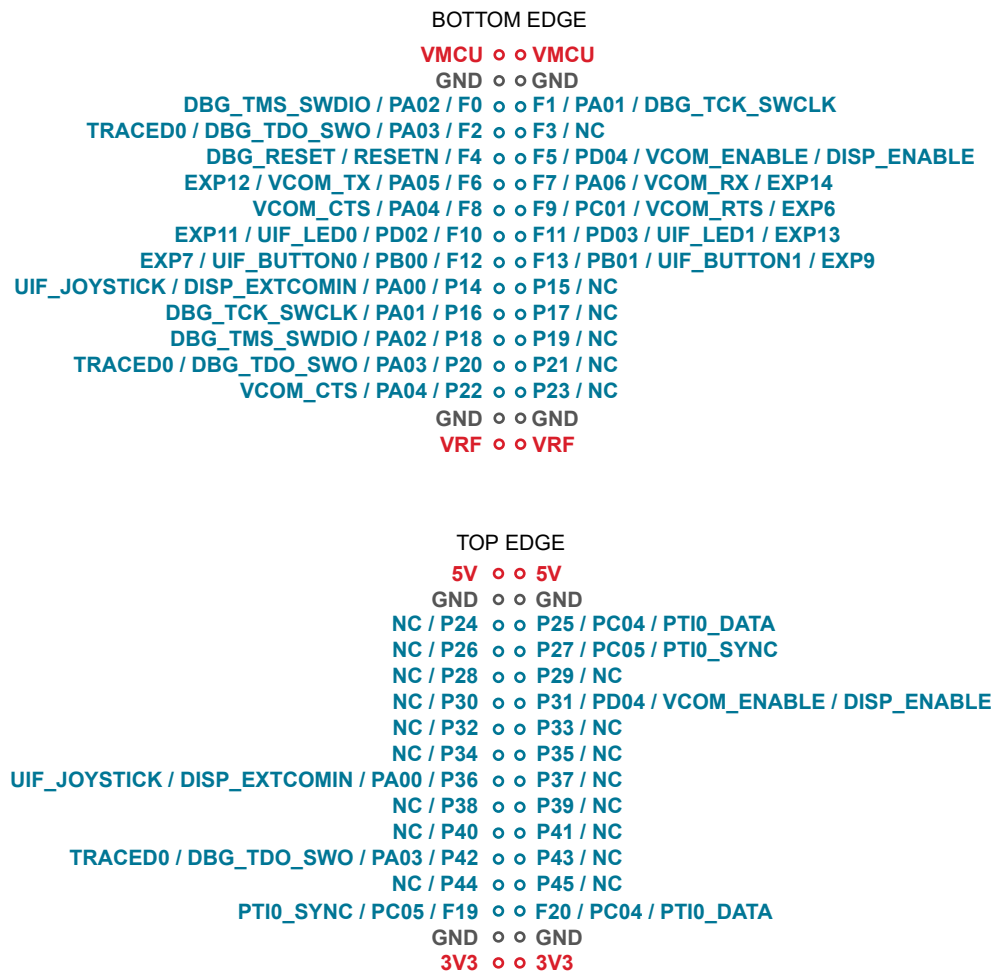 BOTTOM EDGE
VMCU VMCU
GND GND
DBG_TMS_SWDIO / PA02 / F0 F1 / PA01 / DBG_TCK_SWCLK
TRACED0 / DBG_TDO_SWO / PA03 / F2 F3 / NC
DBG_RESET / RESETN / F4 F5 / PD04 / VCOM_ENABLE / DISP_ENABLE
EXP12 / VCOM_TX / PA05 / F6 F7 / PA06 / VCOM_RX / EXP14
VCOM_CTS / PA04 / F8 F9 / PC01 / VCOM_RTS / EXP6
EXP11 / UIF_LED0 / PD02 / F10 F11 / PD03 / UIF_LED1 / EXP13
EXP7 / UIF_BUTTON0 / PB00 / F12 F13 / PB01 / UIF_BUTTON1 / EXP9
UIF_JOYSTICK / DISP_EXTCOMIN / PA00 / P14 P15 / NC
DBG_TCK_SWCLK / PA01 / P16 P17 / NC
DBG_TMS_SWDIO / PA02 / P18 P19 / NC
TRACED0 / DBG_TDO_SWO / PA03 / P20 P21 / NC
VCOM_CTS / PA04 / P22 P23 / NC
GND GND
VRF VRF
TOP EDGE
5V 5V
GND GND
NC / P24 P25 / PC04 / PTI0_DATA
NC / P26 P27 / PC05 / PTI0_SYNC
NC / P28 P29 / NC
NC / P30 P31 / PD04 / VCOM_ENABLE / DISP_ENABLE
NC / P32 P33 / NC
NC / P34 P35 / NC
UIF_JOYSTICK / DISP_EXTCOMIN / PA00 / P36 P37 / NC
NC / P38 P39 / NC
NC / P40 P41 / NC
TRACED0 / DBG_TDO_SWO / PA03 / P42 P43 / NC
NC / P44 P45 / NC
PTI0_SYNC / PC05 / F19 F20 / PC04 / PTI0_DATA
GND GND
3V3 3V3